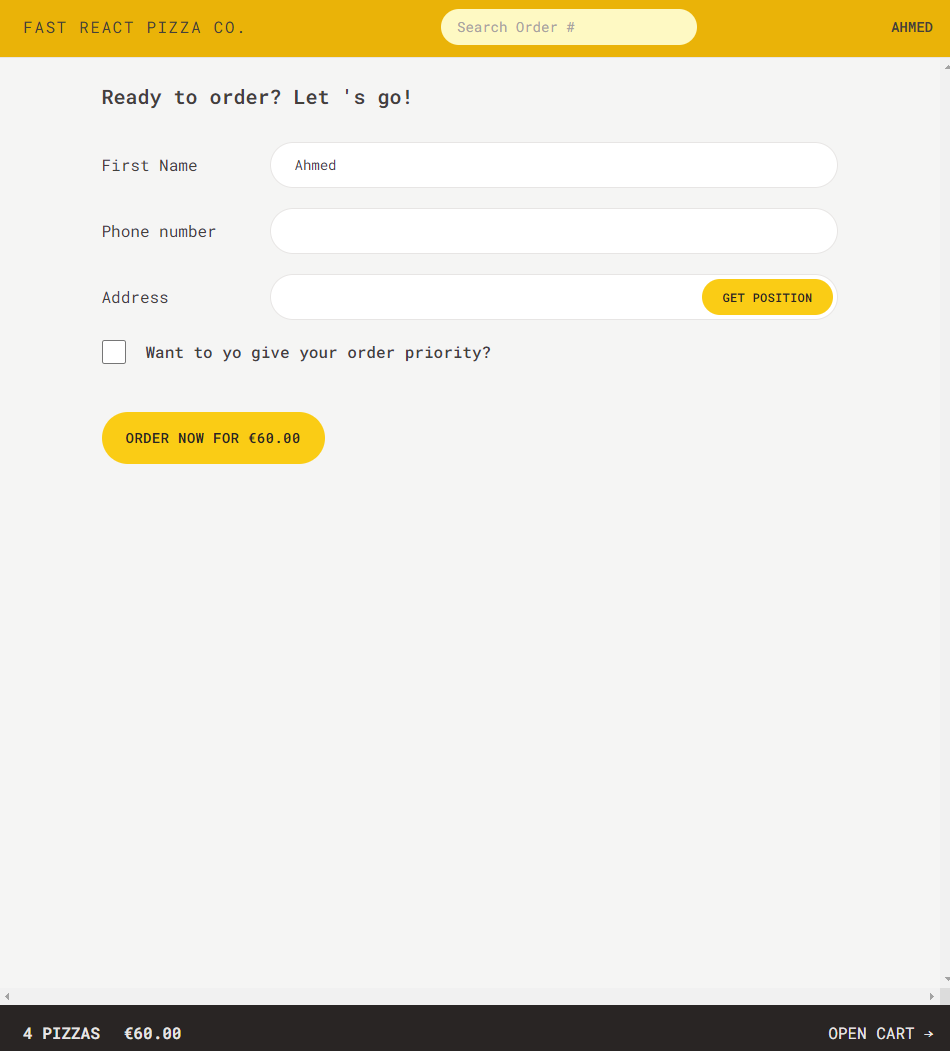 FAST REACT PIZZA CO.
Search Order #
AHMED
Ready to order? Let 's go!
First Name
Ahmed
Phone number
Address
GET POSITION
Want to yo give your order priority?
ORDER NOW FOR €60.00
4 PIZZAS €60.00
OPEN CART →